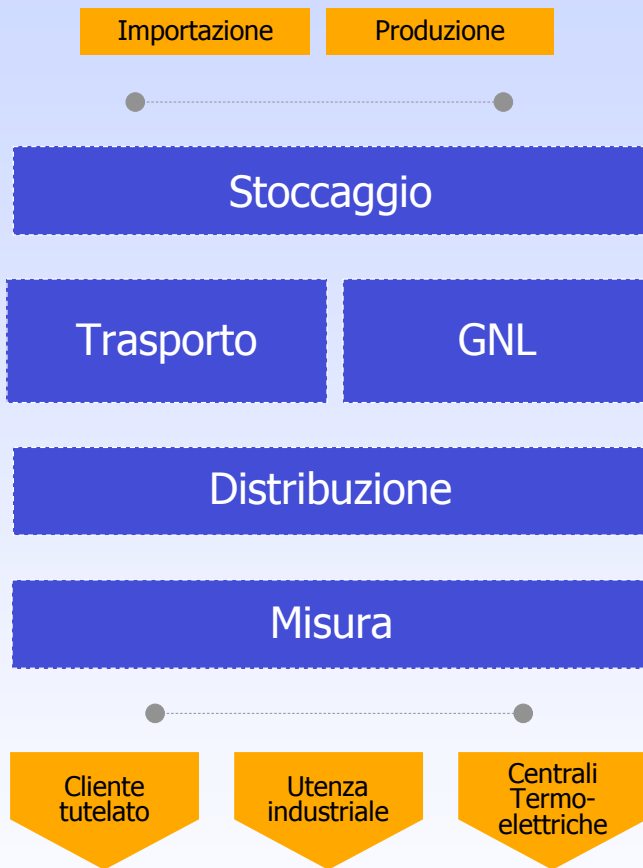 Importazione
Produzione
Stoccaggio
Trasporto
GNL
Distribuzione
Misura
Cliente
tutelato
Utenza
industriale
Centrali
Termo-
elettriche